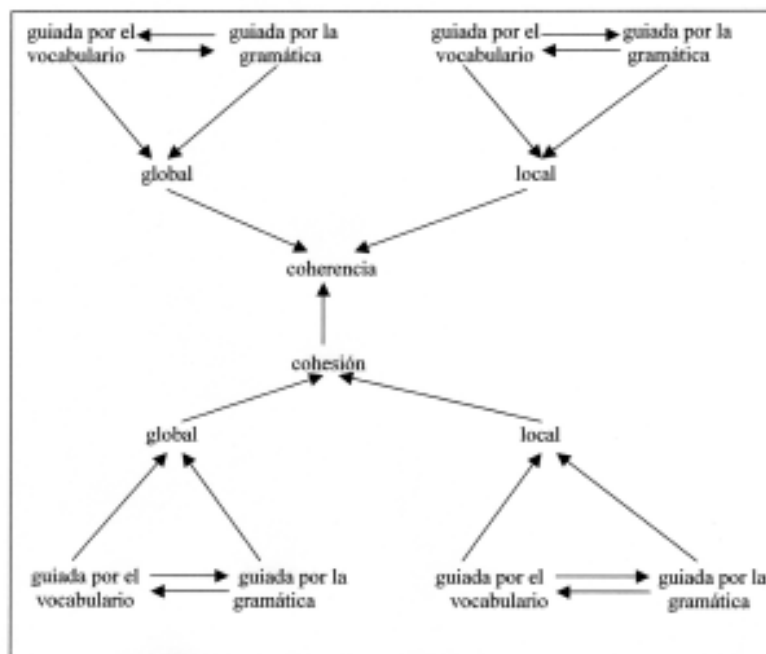 guiada por el
vocabulario
guiada por la
gramática
guiada por el
vocabulario
guiada por la
gramática
global
local
coherencia
cohesión
global
local
guiada por el
vocabulario
guiada por la
gramática
guiada por el
vocabulario
guiada por la
gramática